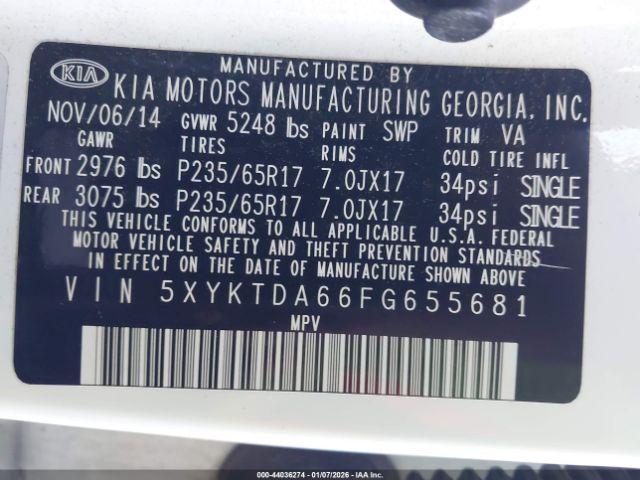 MANUFACTURED BY
KIA KIA MOTORS MANUFACTURING GEORGIA, INC.
NOV/06/14 GVWR 5248 lbs PAINT SWP TRIM VA
GAWR TIRES RIMS COLD TIRE INFL
FRONT 2976 lbs P235/65R17 7.0JX17 34psi SINGLE
REAR 3075 lbs P235/65R17 7.0JX17 34psi SINGLE
THIS VEHICLE CONFORMS TO ALL APPLICABLE U.S.A. FEDERAL
MOTOR VEHICLE SAFETY AND THEFT PREVENTION STANDARDS
IN EFFECT ON THE DATE OF MANUFACTURE SHOWN ABOVE.
VIN 5XYKTDA66FG655681
MPV
000-44036274 - 01/07/2026 - IAA Inc.